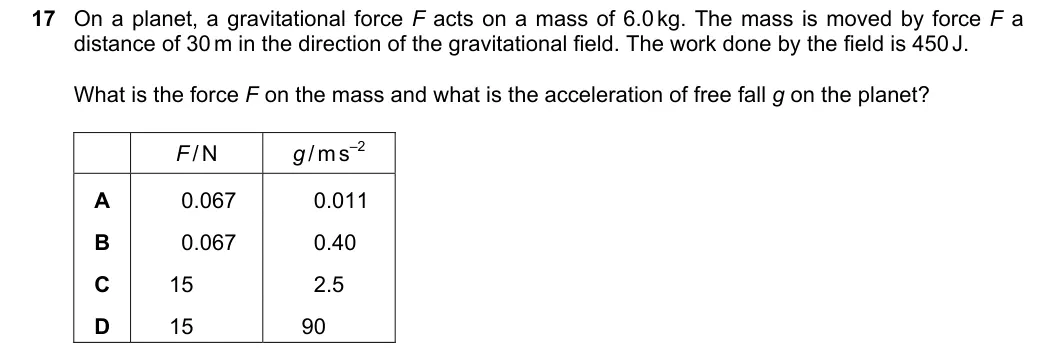 17 On a planet, a gravitational force F acts on a mass of 6.0 kg. The mass is moved by force F a
distance of 30 m in the direction of the gravitational field. The work done by the field is 450 J.
What is the force F on the mass and what is the acceleration of free fall g on the planet?
F/N g/m s⁻²
A 0.067 0.011
B 0.067 0.40
C 15 2.5
D 15 90